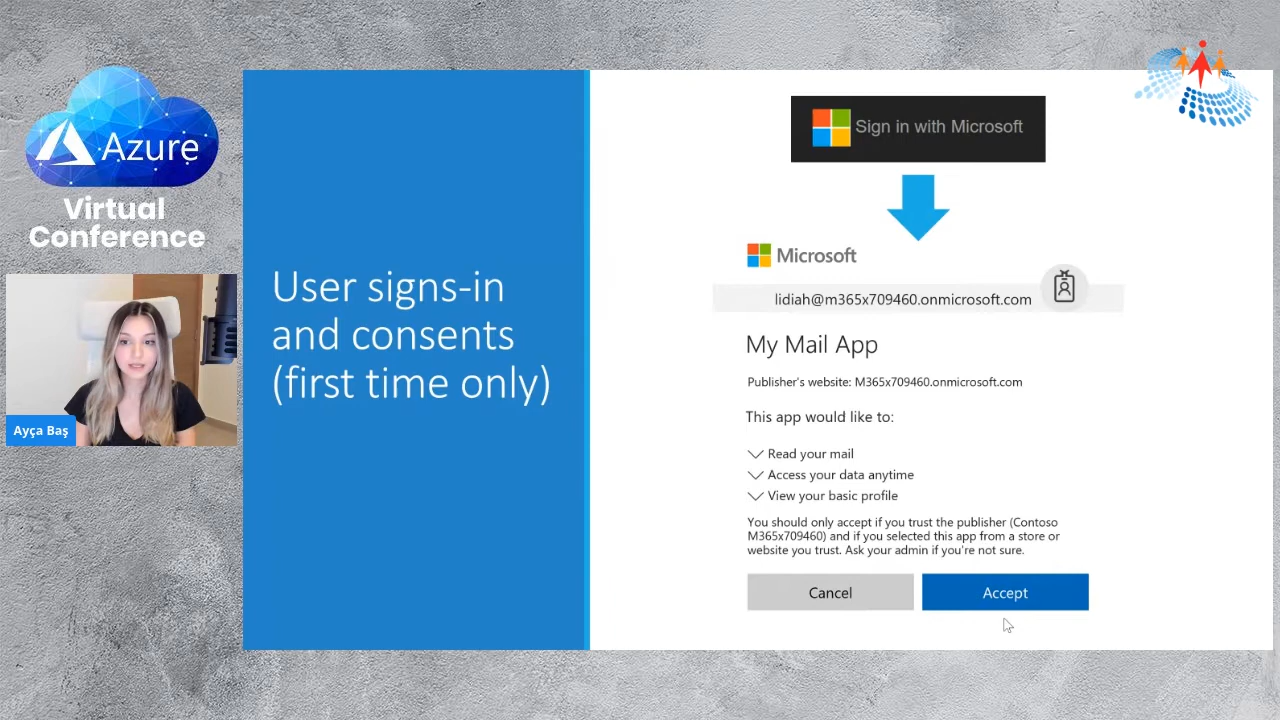 Azure
Virtual
Conference
Ayça Baş
User signs-in
and consents
(first time only)
Sign in with Microsoft
Microsoft
lidiah@m365x709460.onmicrosoft.com
My Mail App
Publisher's website: M365x709460.onmicrosoft.com
This app would like to:
Read your mail
Access your data anytime
View your basic profile
You should only accept if you trust the publisher (Contoso
M365x709460) and if you selected this app from a store or
website you trust. Ask your admin if you're not sure.
Cancel
Accept